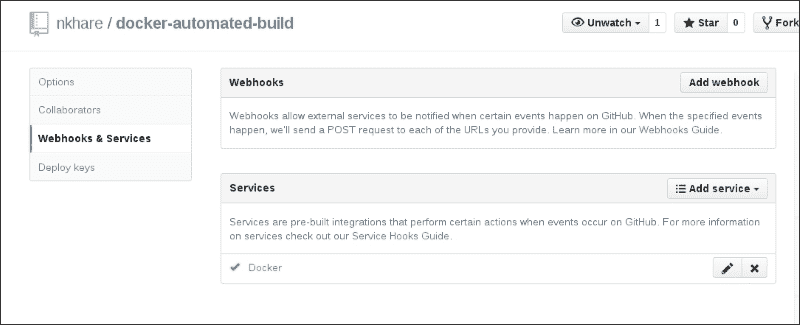 nkhare / docker-automated-build
Unwatch 1 Star 0 Fork
Options
Collaborators
Webhooks & Services
Deploy keys
Webhooks
Add webhook
Webhooks allow external services to be notified when certain events happen on GitHub. When the specified events
happen, we'll send a POST request to each of the URLs you provide. Learn more in our Webhooks Guide.
Services
Add service
Services are pre-built integrations that perform certain actions when events occur on GitHub. For more information
on services check out our Service Hooks Guide.
Docker